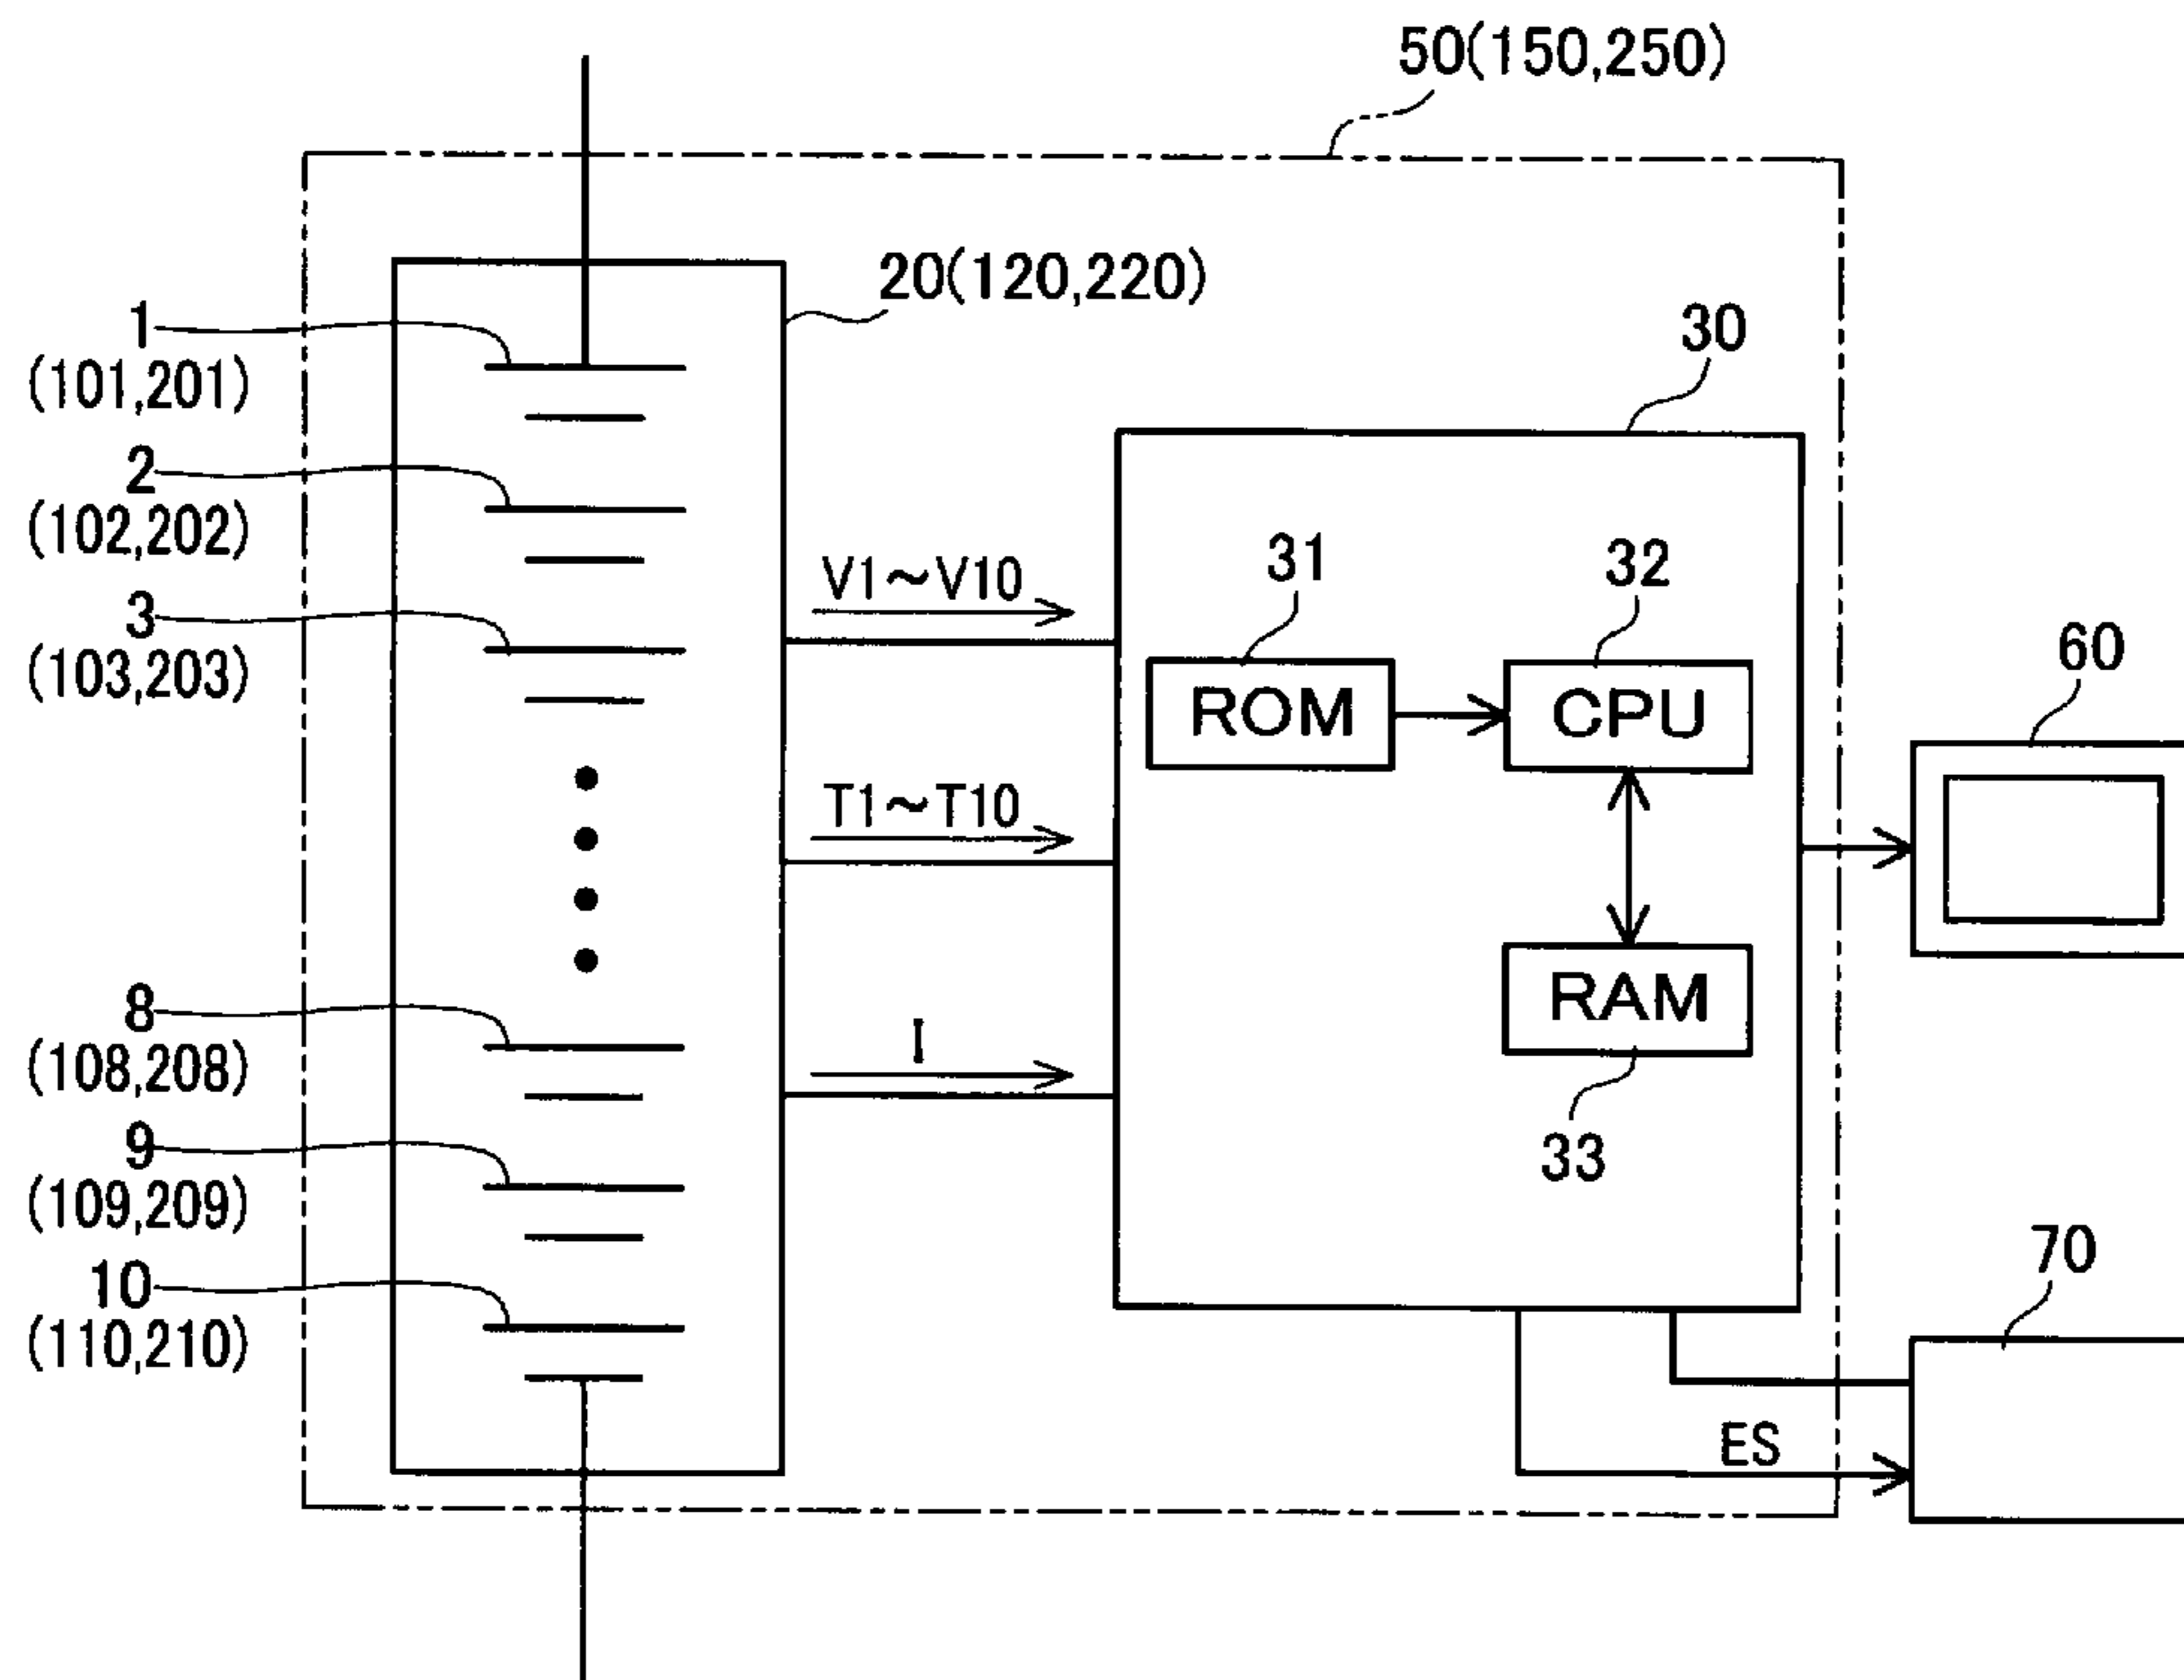 50(150,250)
20(120,220)
1
(101,201)
30
2
(102,202)
V1～V10
31
32
3
(103,203)
60
ROM
CPU
T1～T10
8
(108,208)
RAM
I
9
(109,209)
33
10
(110,210)
70
ES